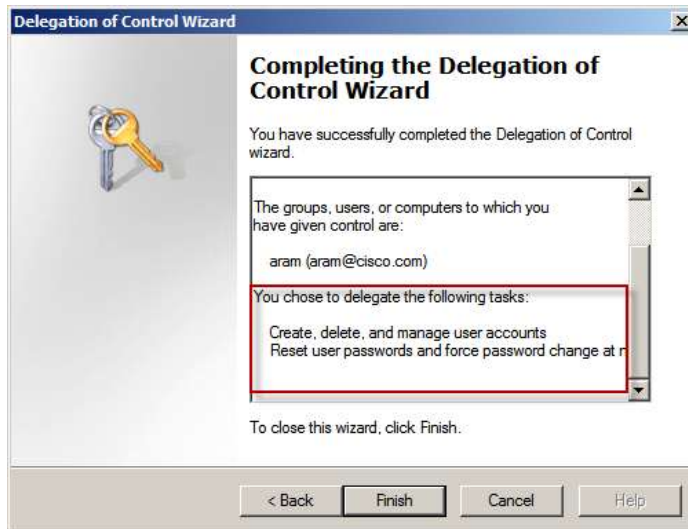 Delegation of Control Wizard
Completing the Delegation of
Control Wizard
You have successfully completed the Delegation of Control
wizard.
The groups, users, or computers to which you
have given control are:
aram (aram@cisco.com)
You chose to delegate the following tasks:
Create, delete, and manage user accounts
Reset user passwords and force password change at
To close this wizard, click Finish.
< Back Finish Cancel Help